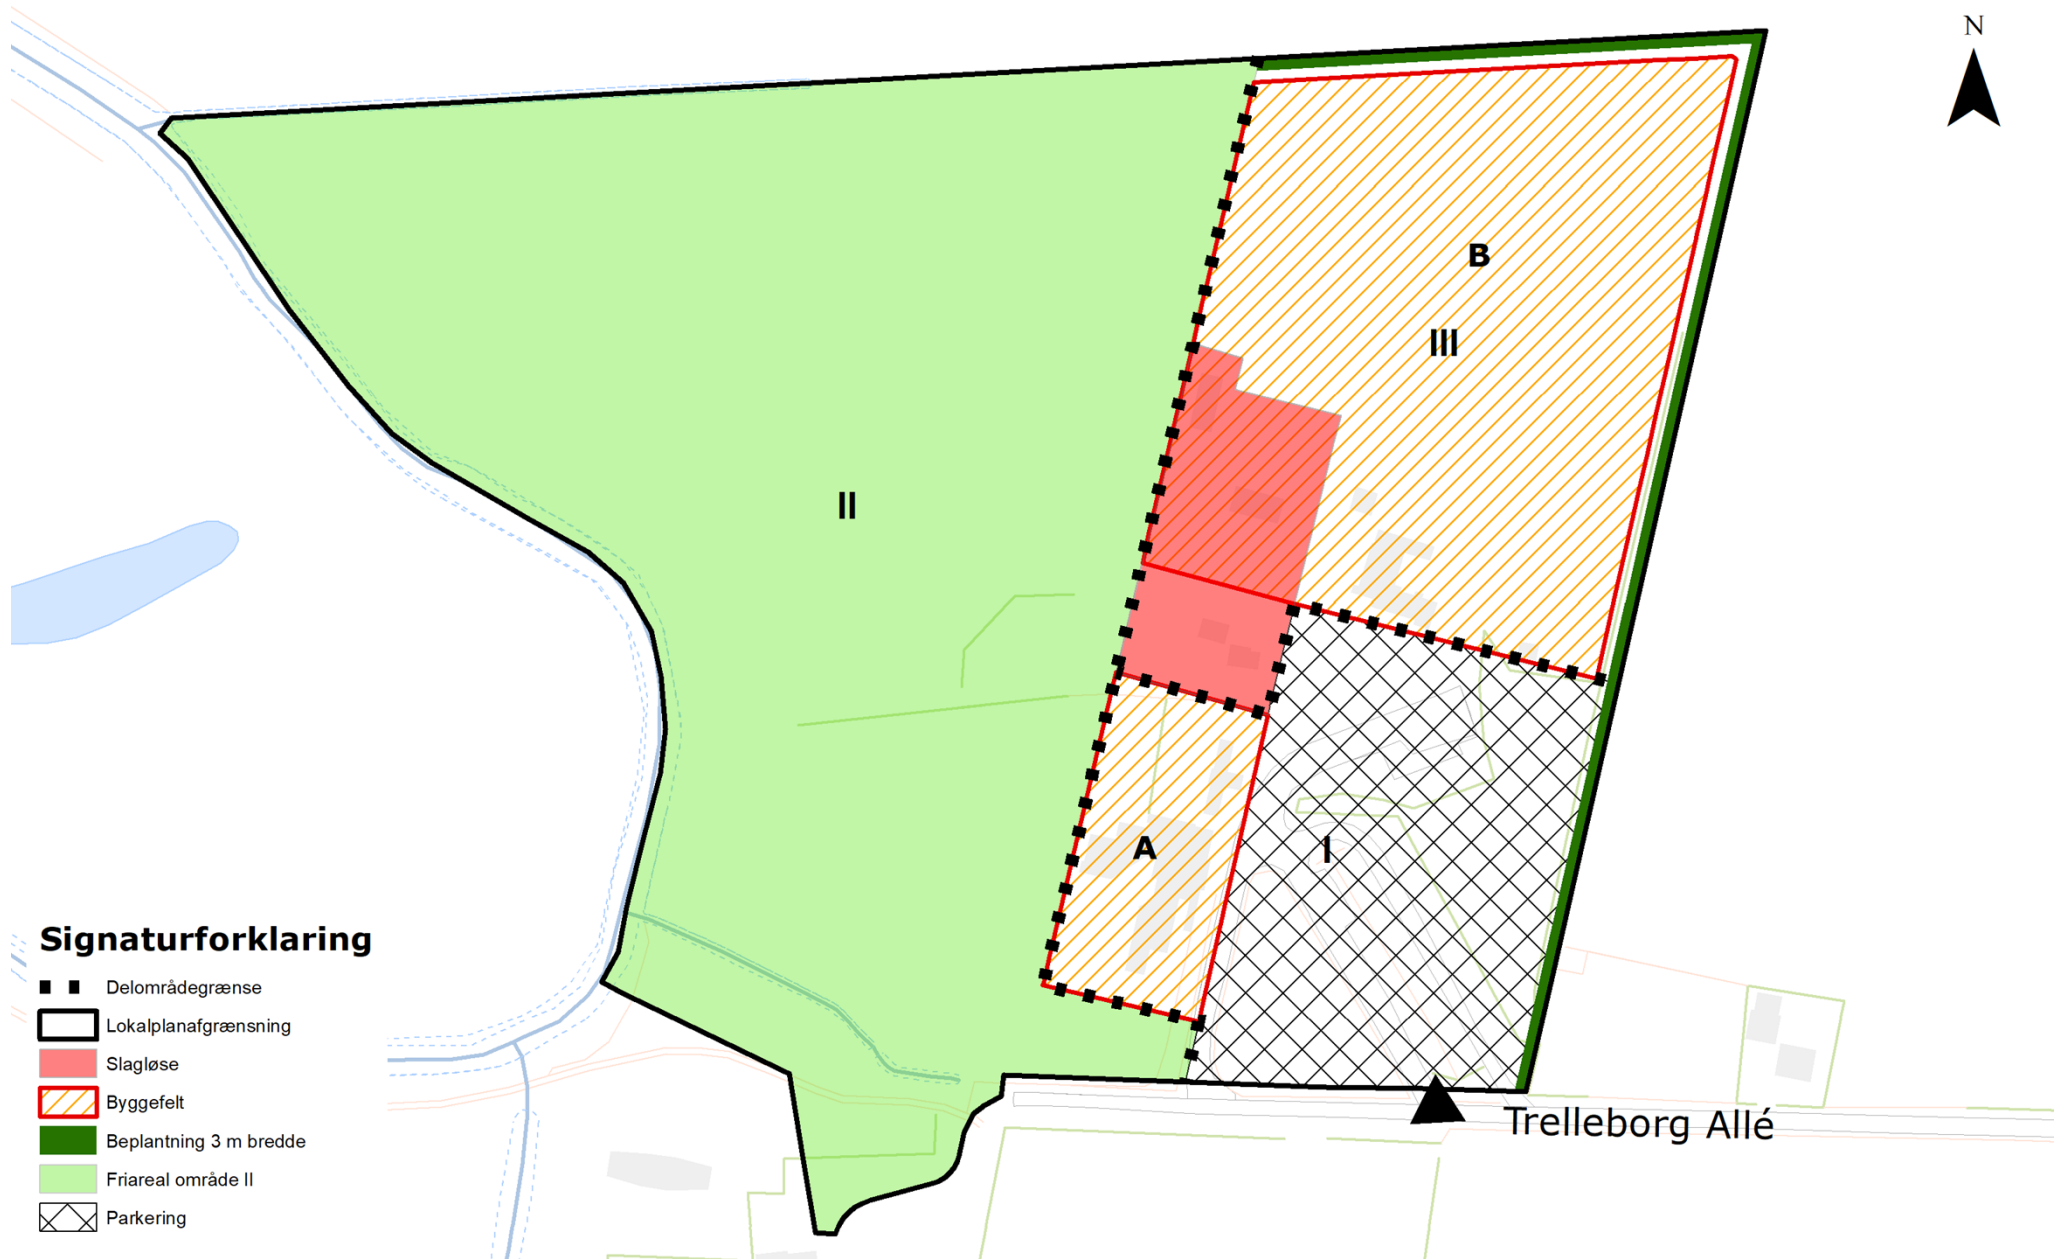 N
B
III
II
A
I
Trelleborg Allé
Signaturforklaring
Delområdegrænse
Lokalplanafgrænsning
Slagløse
Byggefelt
Beplantning 3 m bredde
Friareal område II
Parkering